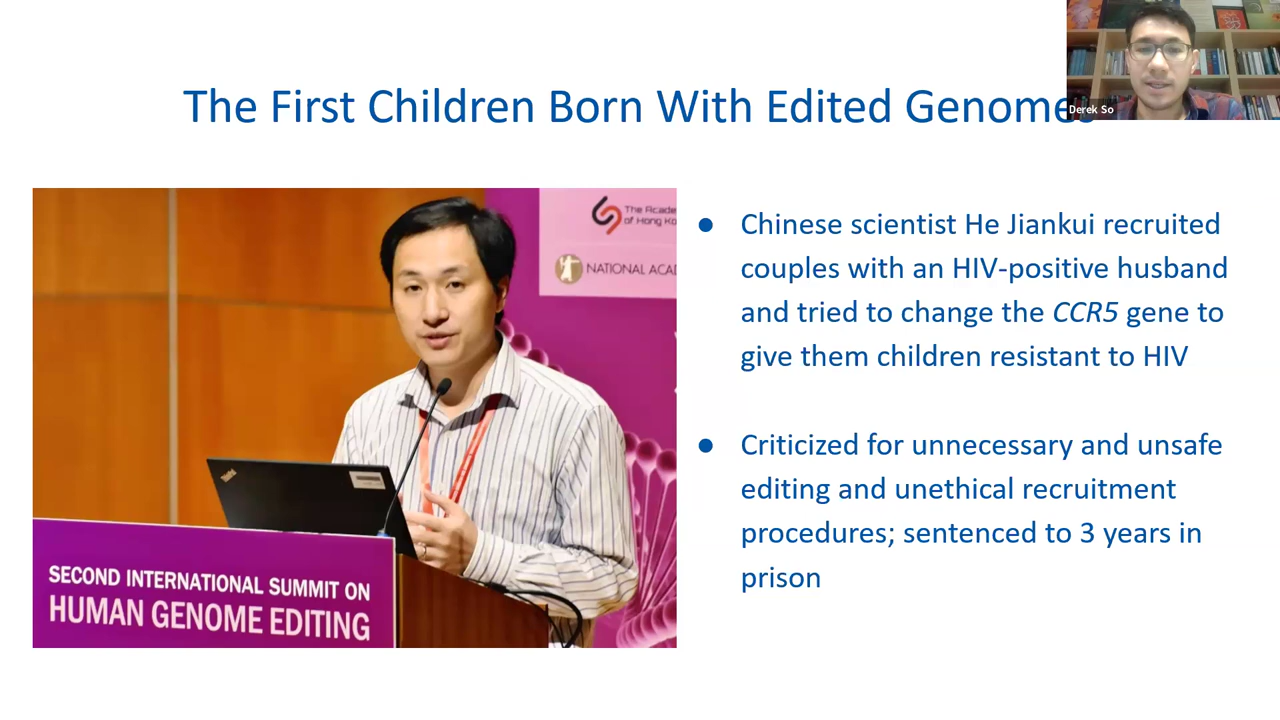 The First Children Born With Edited Genomes
Derek So
The Acade
of Hong Ko
NATIONAL ACAD
ThinkPad
SECOND INTERNATIONAL SUMMIT ON
HUMAN GENOME EDITING
● Chinese scientist He Jiankui recruited
couples with an HIV-positive husband
and tried to change the CCR5 gene to
give them children resistant to HIV
● Criticized for unnecessary and unsafe
editing and unethical recruitment
procedures; sentenced to 3 years in
prison